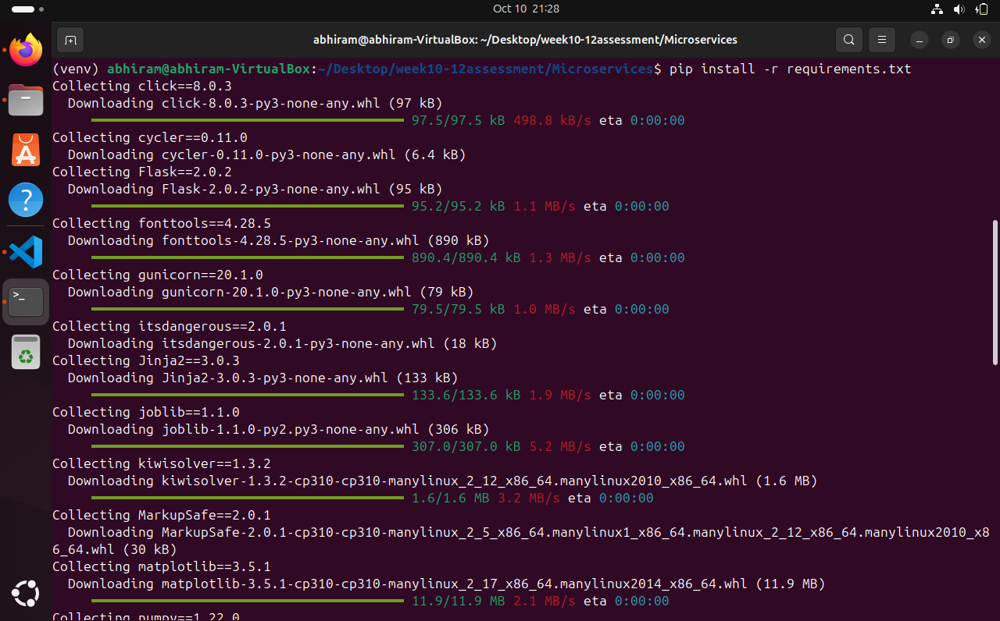 Oct 10 21:28
abhiram@abhiram-VirtualBox: ~/Desktop/week10-12assessment/Microservices
(venv) abhiram@abhiram-VirtualBox:~/Desktop/week10-12assessment/Microservices$ pip install -r requirements.txt
Collecting click==8.0.3
  Downloading click-8.0.3-py3-none-any.whl (97 kB)
97.5/97.5 kB 498.8 kB/s eta 0:00:00
Collecting cycler==0.11.0
  Downloading cycler-0.11.0-py3-none-any.whl (6.4 kB)
Collecting Flask==2.0.2
  Downloading Flask-2.0.2-py3-none-any.whl (95 kB)
95.2/95.2 kB 1.1 MB/s eta 0:00:00
Collecting fonttools==4.28.5
  Downloading fonttools-4.28.5-py3-none-any.whl (890 kB)
890.4/890.4 kB 1.3 MB/s eta 0:00:00
Collecting gunicorn==20.1.0
  Downloading gunicorn-20.1.0-py3-none-any.whl (79 kB)
79.5/79.5 kB 1.0 MB/s eta 0:00:00
Collecting itsdangerous==2.0.1
  Downloading itsdangerous-2.0.1-py3-none-any.whl (18 kB)
Collecting Jinja2==3.0.3
  Downloading Jinja2-3.0.3-py3-none-any.whl (133 kB)
133.6/133.6 kB 1.9 MB/s eta 0:00:00
Collecting joblib==1.1.0
  Downloading joblib-1.1.0-py2.py3-none-any.whl (306 kB)
307.0/307.0 kB 5.2 MB/s eta 0:00:00
Collecting kiwisolver==1.3.2
  Downloading kiwisolver-1.3.2-cp310-cp310-manylinux_2_12_x86_64.manylinux2010_x86_64.whl (1.6 MB)
1.6/1.6 MB 3.2 MB/s eta 0:00:00
Collecting MarkupSafe==2.0.1
  Downloading MarkupSafe-2.0.1-cp310-cp310-manylinux_2_5_x86_64.manylinux1_x86_64.manylinux_2_12_x86_64.manylinux2010_x8
6_64.whl (30 kB)
Collecting matplotlib==3.5.1
  Downloading matplotlib-3.5.1-cp310-cp310-manylinux_2_17_x86_64.manylinux2014_x86_64.whl (11.9 MB)
11.9/11.9 MB 2.1 MB/s eta 0:00:00
Collecting numpy==1.22.0